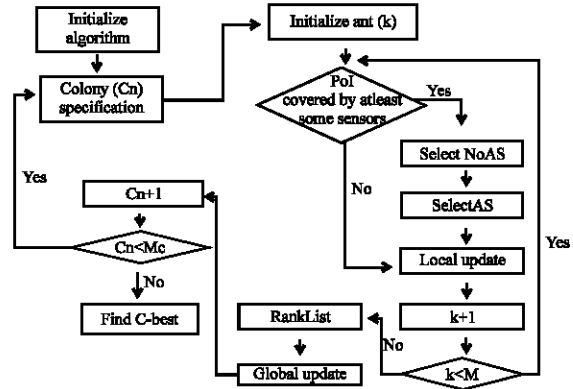 Initialize
algorithm
Colony (Cn)
specification
Initialize ant (k)
PoI
covered by atleast
some sensors
Yes
No
Select NoAS
SelectAS
Local update
k+1
k<M
Yes
No
RankList
Global update
Cn+1
Cn<Mc
Yes
No
Find C-best